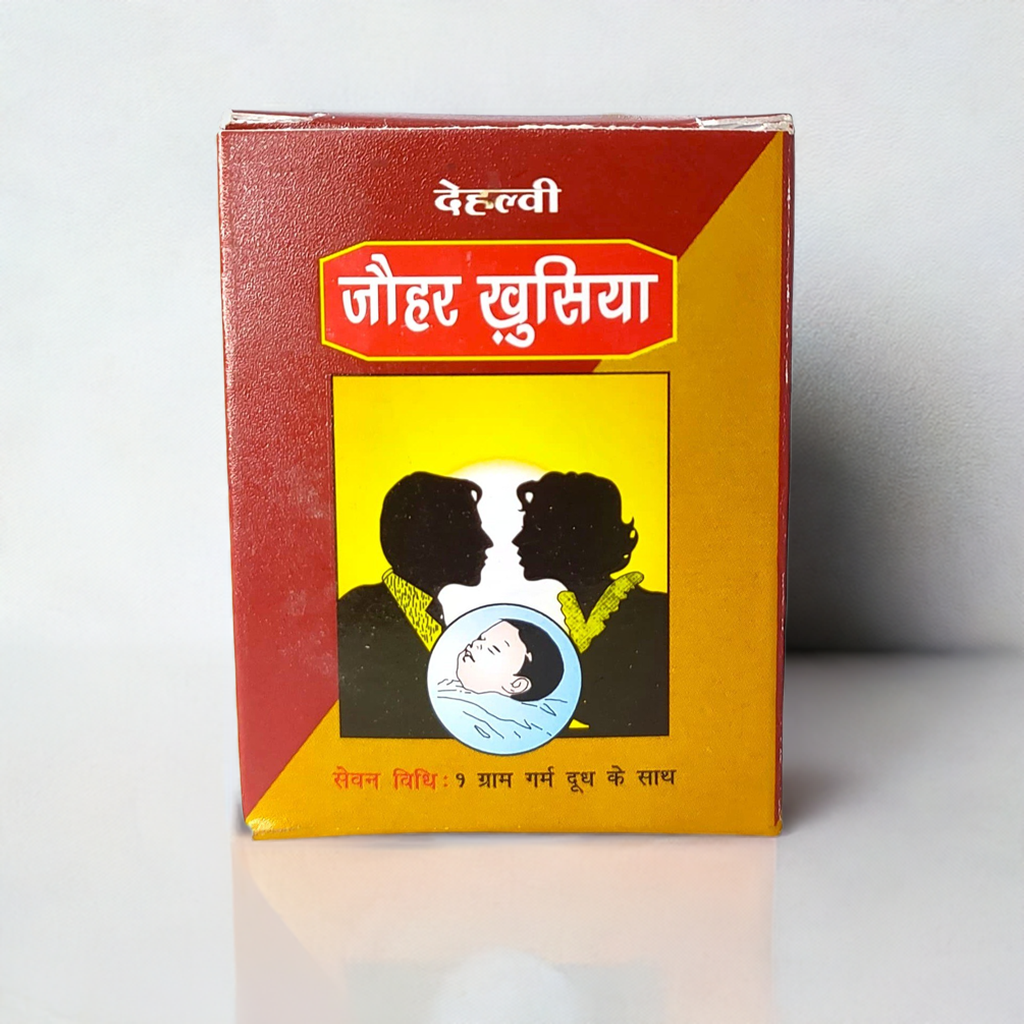 देहल्वी
जौहर ख़ुसिया
सेवन विधि : १ ग्राम गर्म दूध के साथ